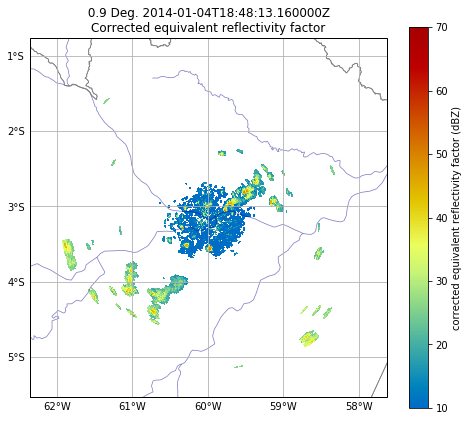 0.9 Deg. 2014-01-04T18:48:13.160000Z
Corrected equivalent reflectivity factor
1°S
2°S
3°S
4°S
5°S
62°W 61°W 60°W 59°W 58°W
70
60
50
40
30
20
10
corrected equivalent reflectivity factor (dBZ)